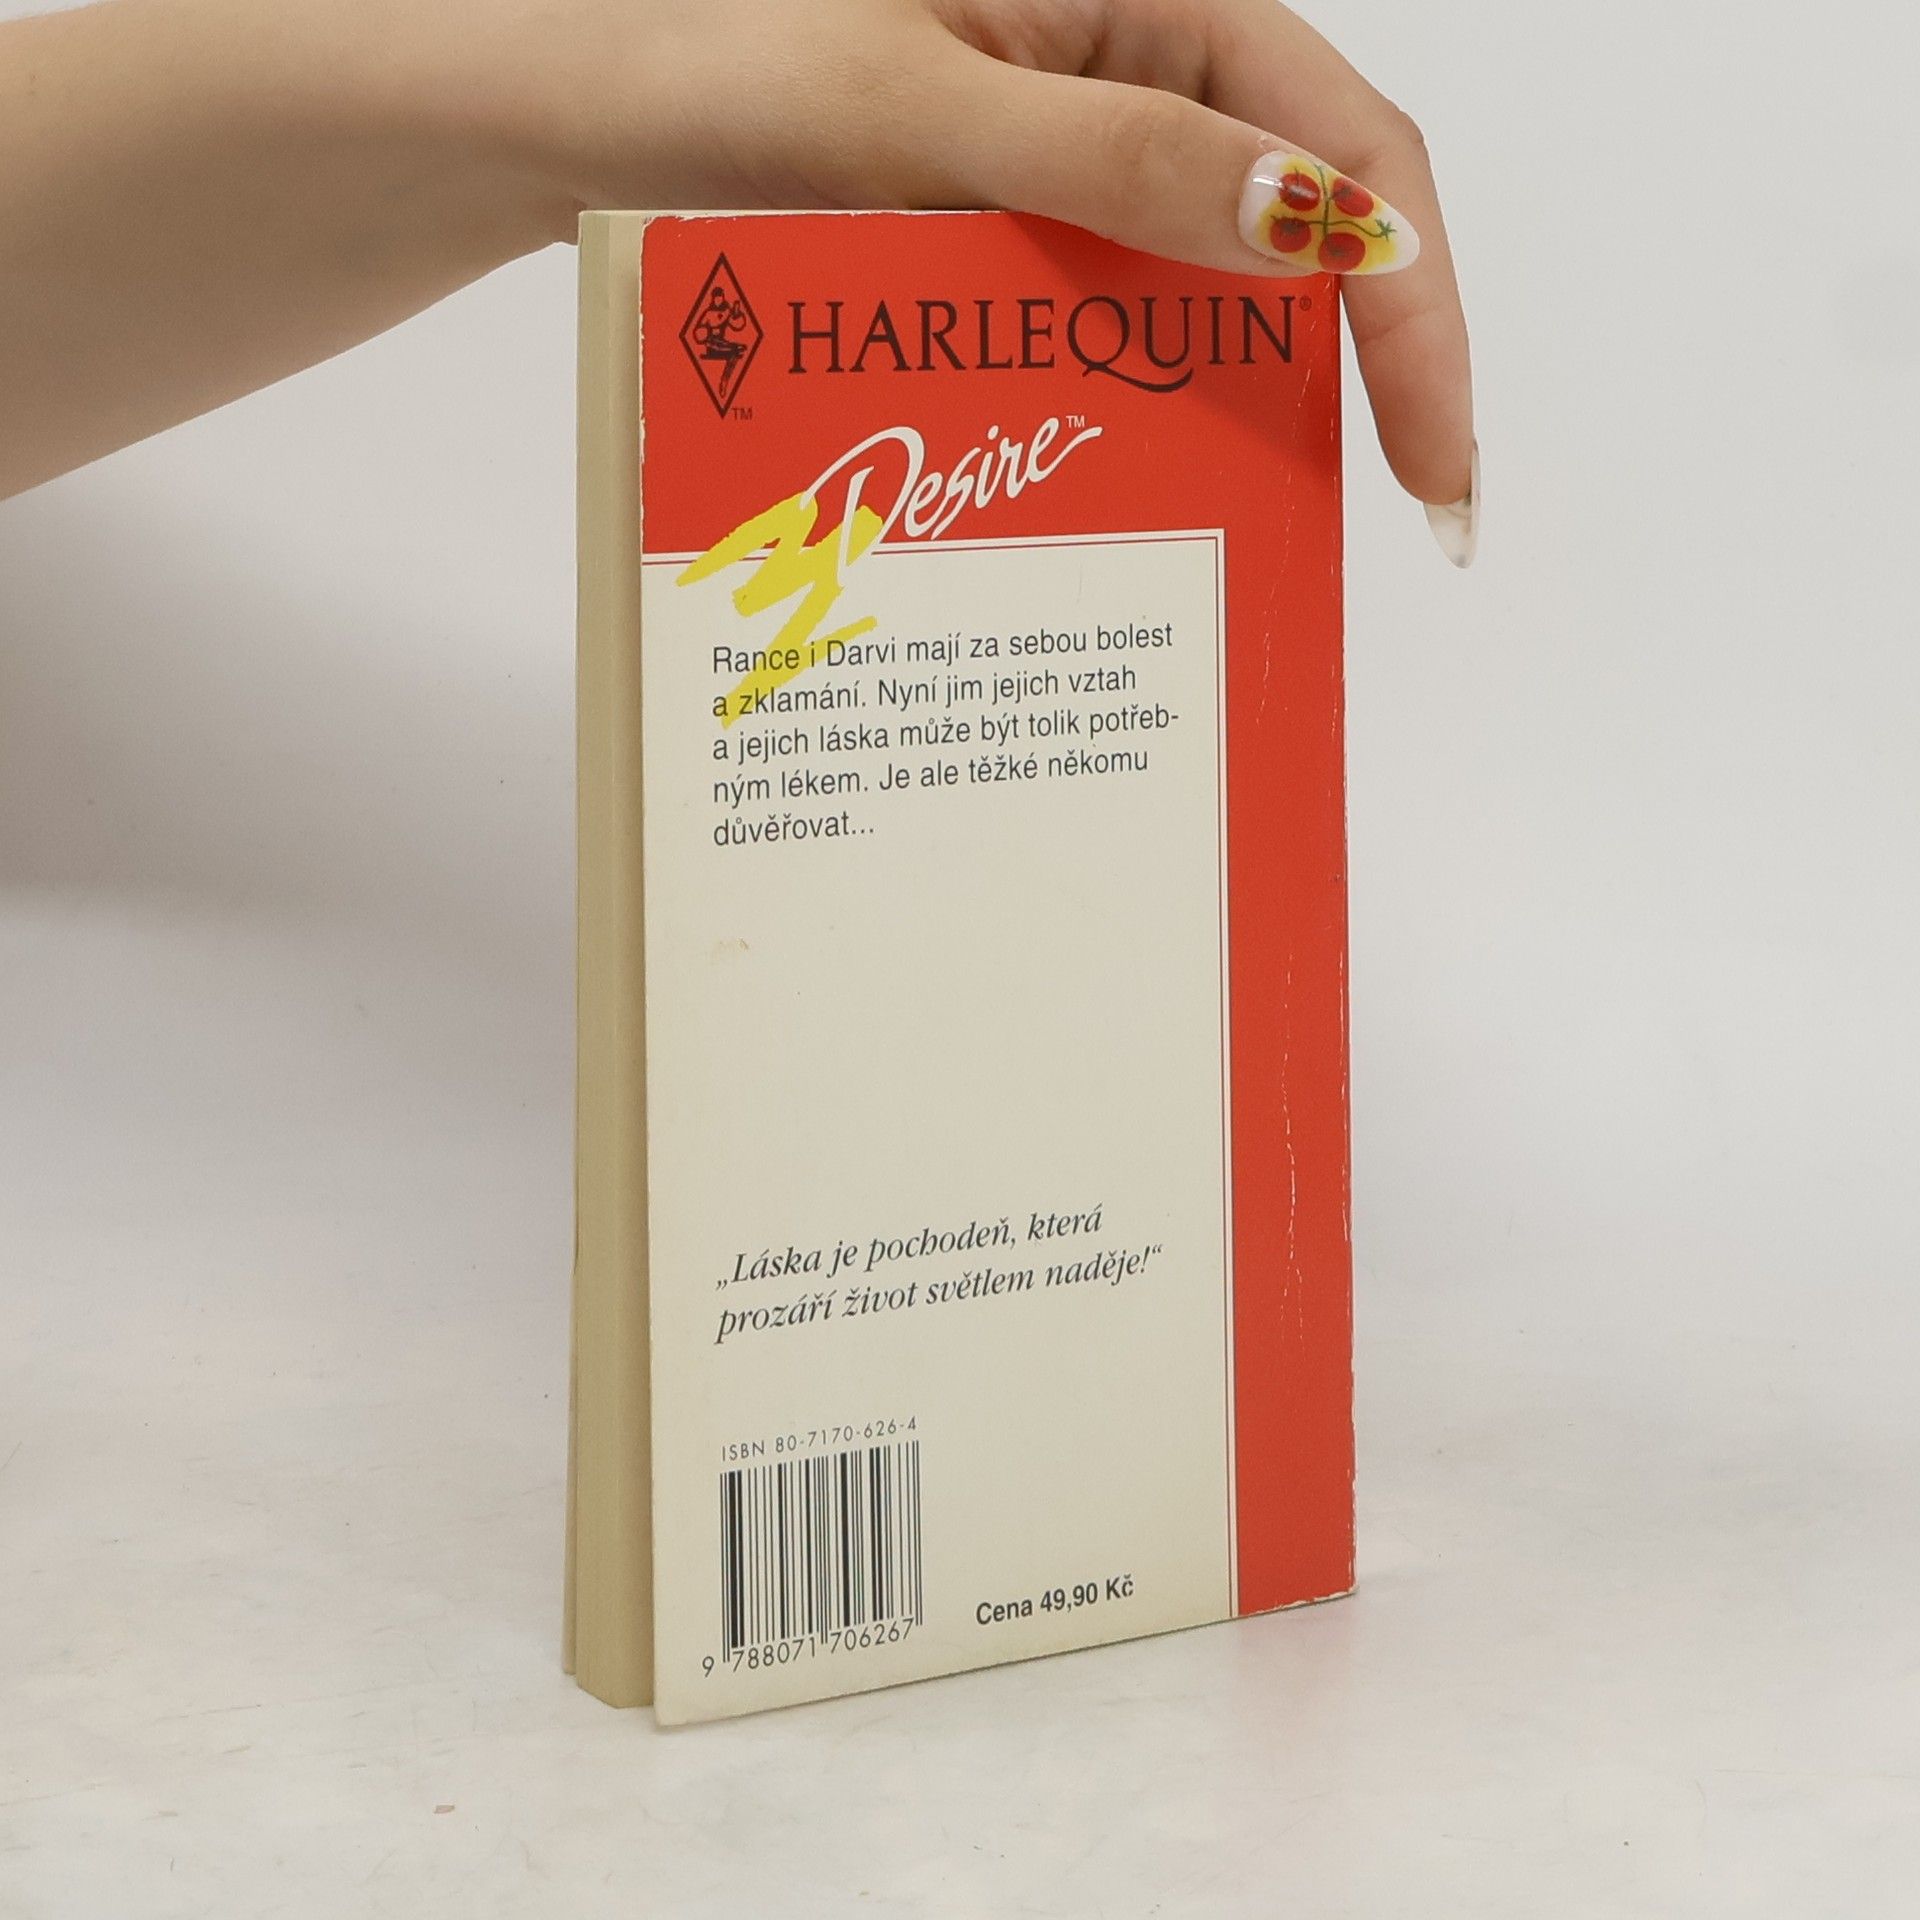 HARLEQUIN®
TM
Desire™
Rance i Darvi mají za sebou bolest
a zklamání. Nyní jim jejich vztah
a jejich láska může být tolik potřeb-
ným lékem. Je ale těžké někomu
důvěřovat...
„Láska je pochodeň, která
prozáří život světlem naděje!“
ISBN 80-7170-626-4
9 788071 706267
Cena 49,90 Kč